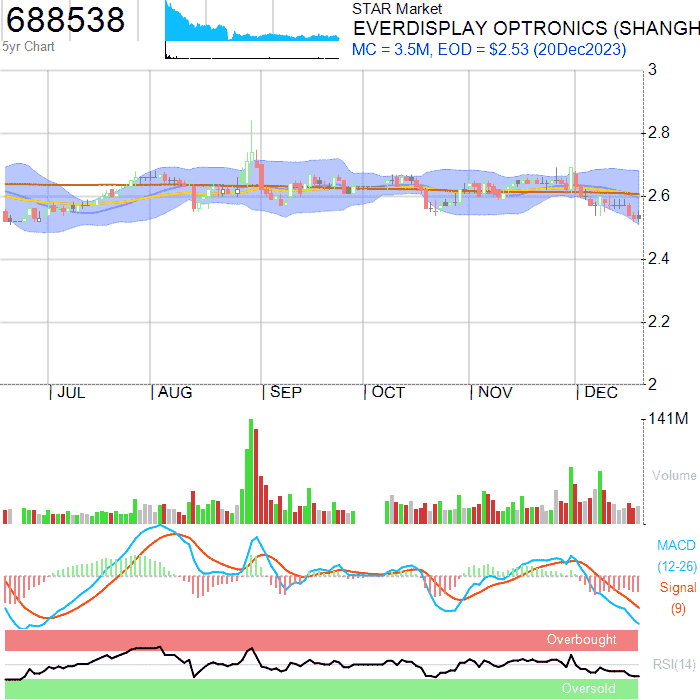 688538
5yr Chart
STAR Market
EVERDISPLAY OPTRONICS (SHANGH
MC = 3.5M, EOD = $2.53 (20Dec2023)
3
2.8
2.6
2.4
2.2
2
JUL AUG SEP OCT NOV DEC
141M
Volume
MACD
(12-26)
Signal
(9)
Overbought
RSI(14)
Oversold